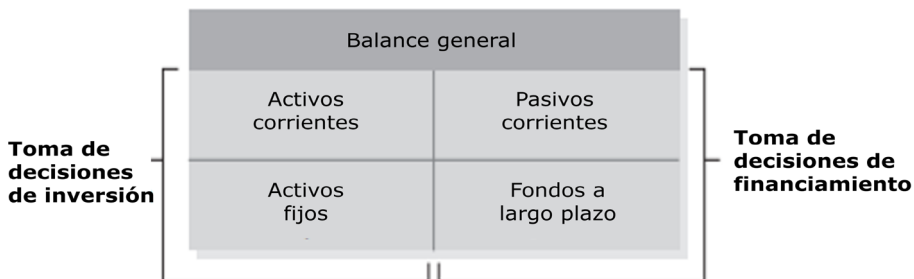 Balance general
Activos
corrientes
Pasivos
corrientes
Toma de
decisiones
de inversión
Toma de
decisiones de
financiamiento
Activos
fijos
Fondos a
largo plazo